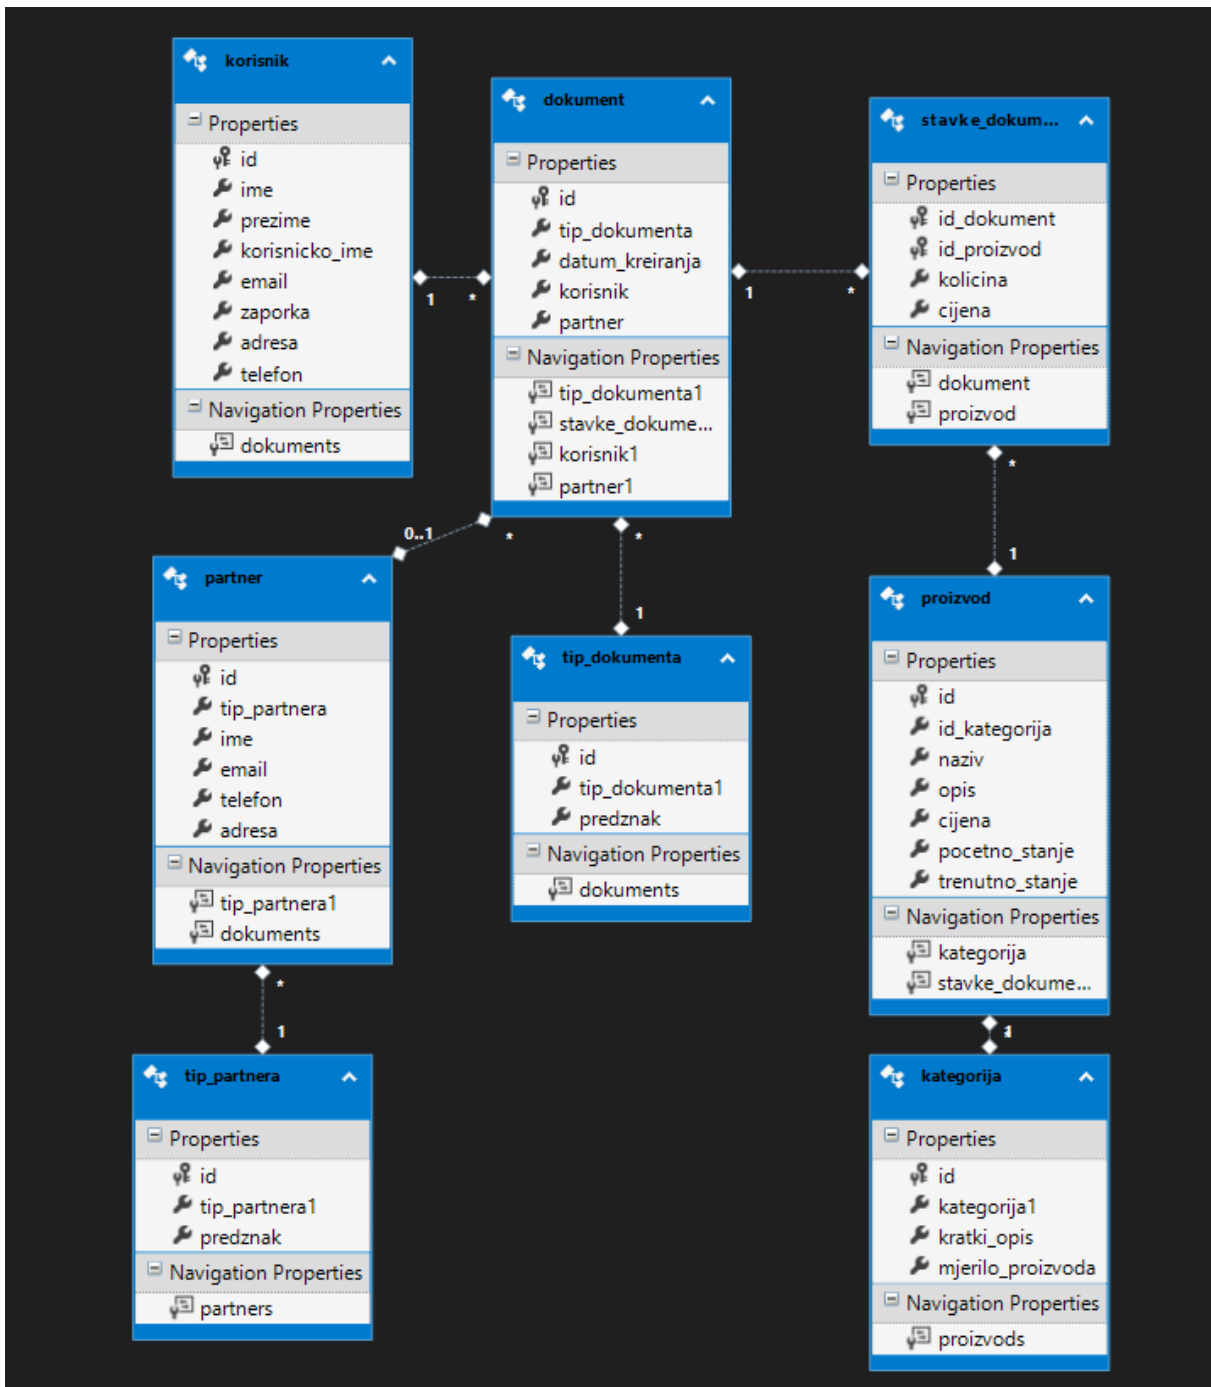 korisnik
Properties
id
ime
prezime
korisnicko_ime
email
zaporka
adresa
telefon
Navigation Properties
dokuments
1
*
dokument
Properties
id
tip_dokumenta
datum_kreiranja
korisnik
partner
Navigation Properties
tip_dokumenta1
stavke_dokume...
korisnik1
partner1
1
*
stavke_dokum...
Properties
id_dokument
id_proizvod
kolicina
cijena
Navigation Properties
dokument
proizvod
*
1
0..1
*
*
1
partner
Properties
id
tip_partnera
ime
email
telefon
adresa
Navigation Properties
tip_partnera1
dokuments
*
1
tip_dokumenta
Properties
id
tip_dokumenta1
predznak
Navigation Properties
dokuments
proizvod
Properties
id
id_kategorija
naziv
opis
cijena
pocetno_stanje
trenutno_stanje
Navigation Properties
kategorija
stavke_dokume...
tip_partnera
Properties
id
tip_partnera1
predznak
Navigation Properties
partners
kategorija
Properties
id
kategorija1
kratki_opis
mjerilo_proizvoda
Navigation Properties
proizvods